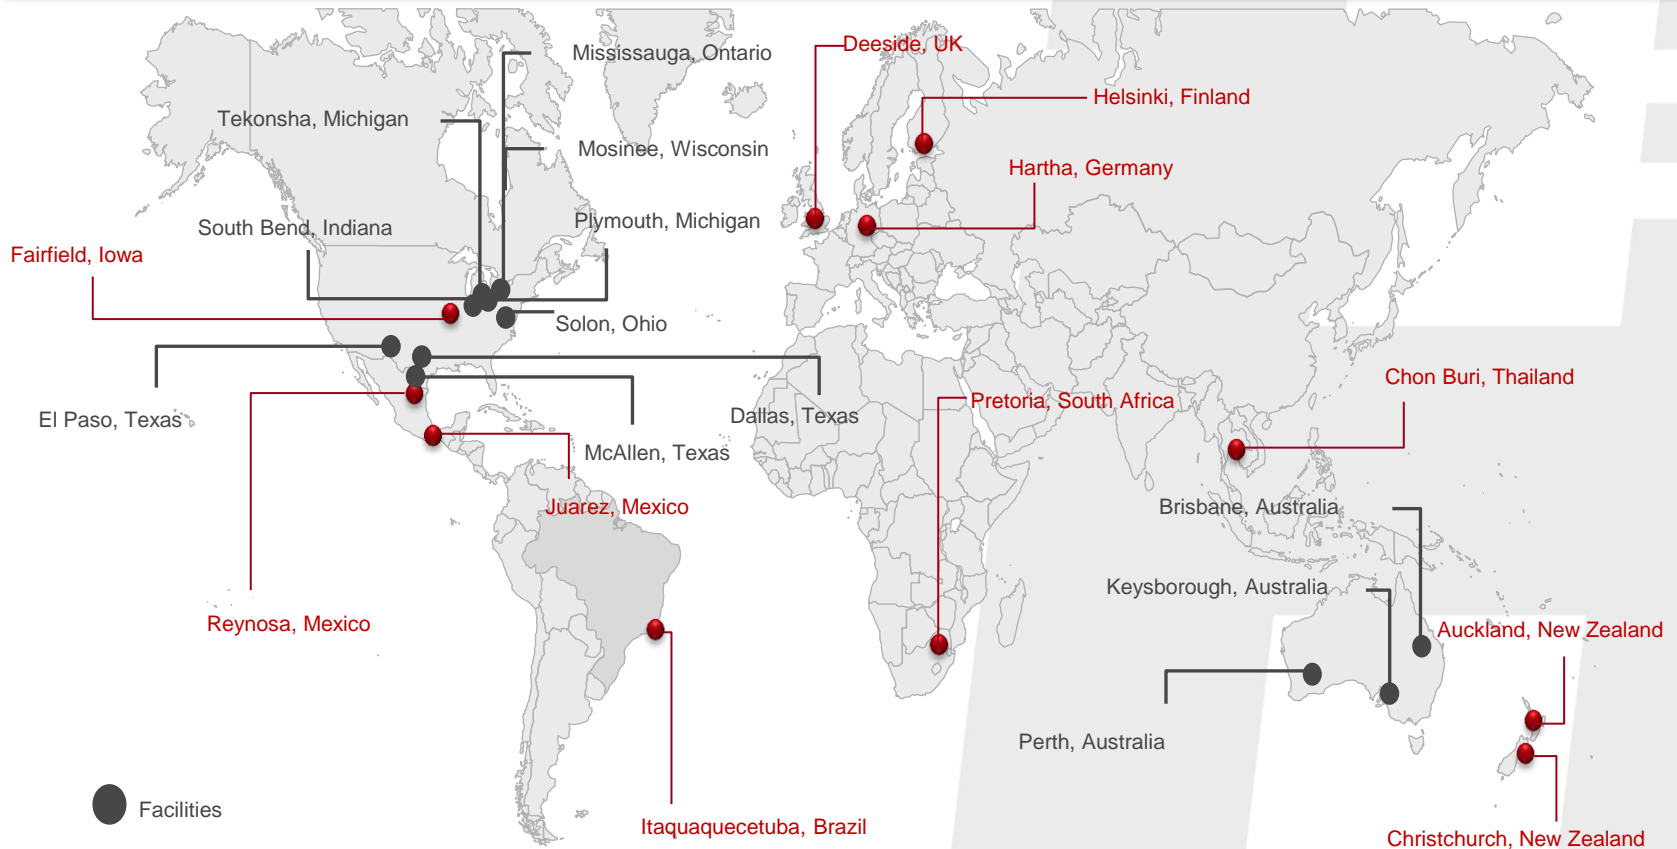 Deeside, UK
Mississauga, Ontario
Helsinki, Finland
Tekonsha, Michigan
Mosinee, Wisconsin
Hartha, Germany
South Bend, Indiana
Plymouth, Michigan
Fairfield, Iowa
Solon, Ohio
Chon Buri, Thailand
Pretoria, South Africa
El Paso, Texas
Dallas, Texas
McAllen, Texas
Juarez, Mexico
Brisbane, Australia
Keysborough, Australia
Reynosa, Mexico
Auckland, New Zealand
Perth, Australia
Facilities
Itaquaquecetuba, Brazil
Christchurch, New Zealand